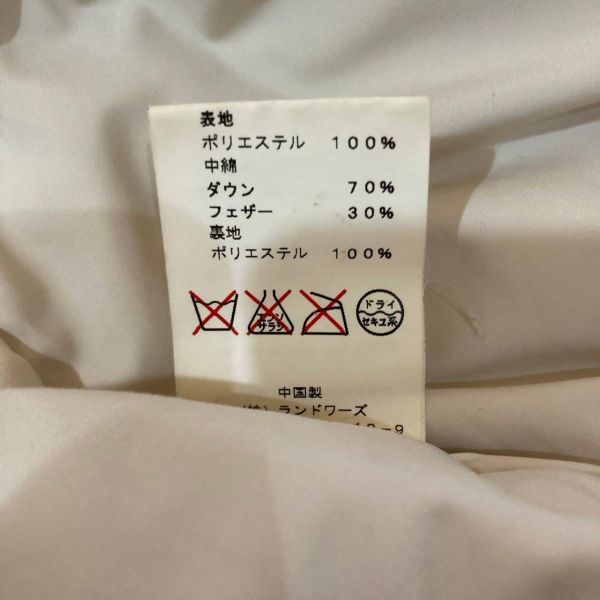 表地
ポリエステル 100%
中綿
ダウン 70%
フェザー 30%
裏地
ポリエステル 100%
エンソ
サラシ
ドライ
セキユ系
中国製
(株)ランドワーズ